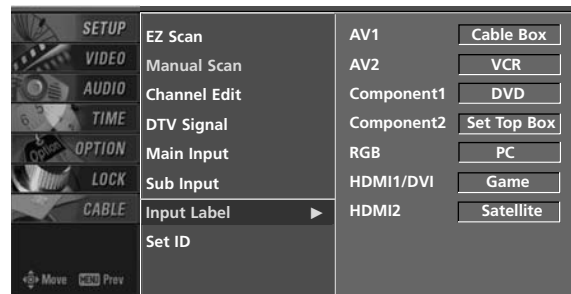 SETUP
VIDEO
AUDIO
TIME
OPTION
LOCK
CABLE
Move MENU Prev
EZ Scan
Manual Scan
Channel Edit
DTV Signal
Main Input
Sub Input
Input Label ▶
Set ID
AV1 Cable Box
AV2 VCR
Component1 DVD
Component2 Set Top Box
RGB PC
HDMI1/DVI Game
HDMI2 Satellite